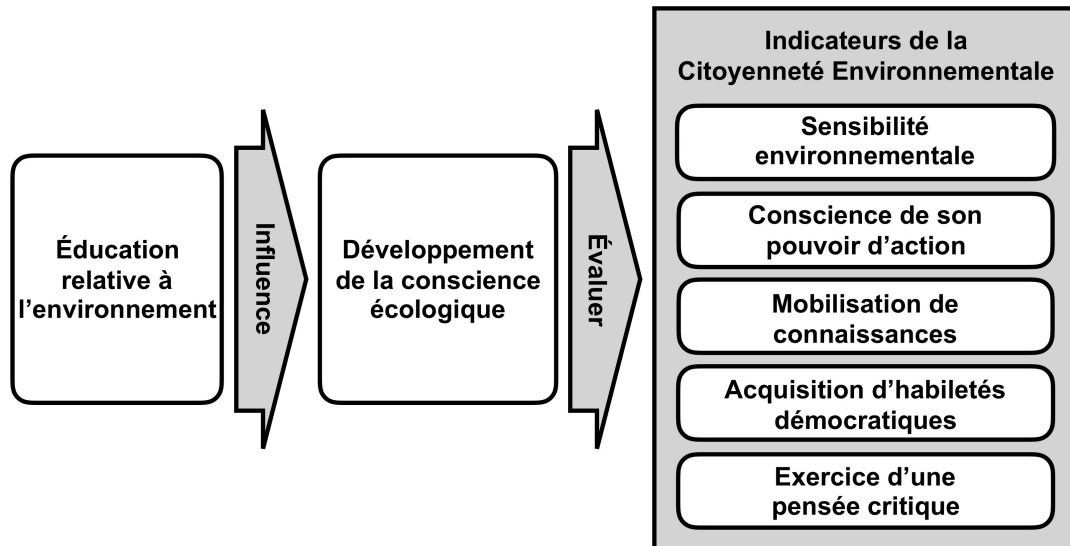 Éducation
relative à
l’environnement
Influence
Développement
de la conscience
écologique
Évaluer
Indicateurs de la
Citoyenneté Environnementale
Sensibilité
environnementale
Conscience de son
pouvoir d’action
Mobilisation de
connaissances
Acquisition d’habiletés
démocratiques
Exercice d’une
pensée critique